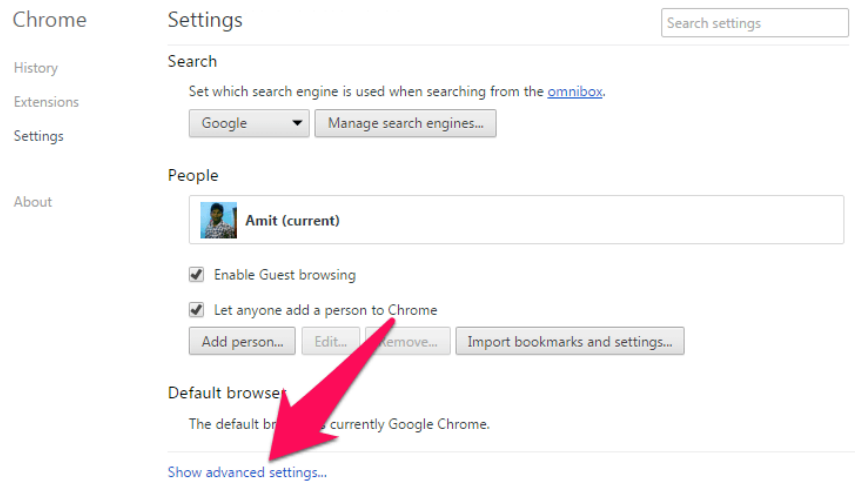 Chrome
Settings
Search settings
History
Extensions
Settings
About
Search
Set which search engine is used when searching from the omnibox.
Google
Manage search engines...
People
Amit (current)
Enable Guest browsing
Let anyone add a person to Chrome
Add person...
Edit...
Import bookmarks and settings...
Default browser
The default currently Google Chrome.
Show advanced settings...